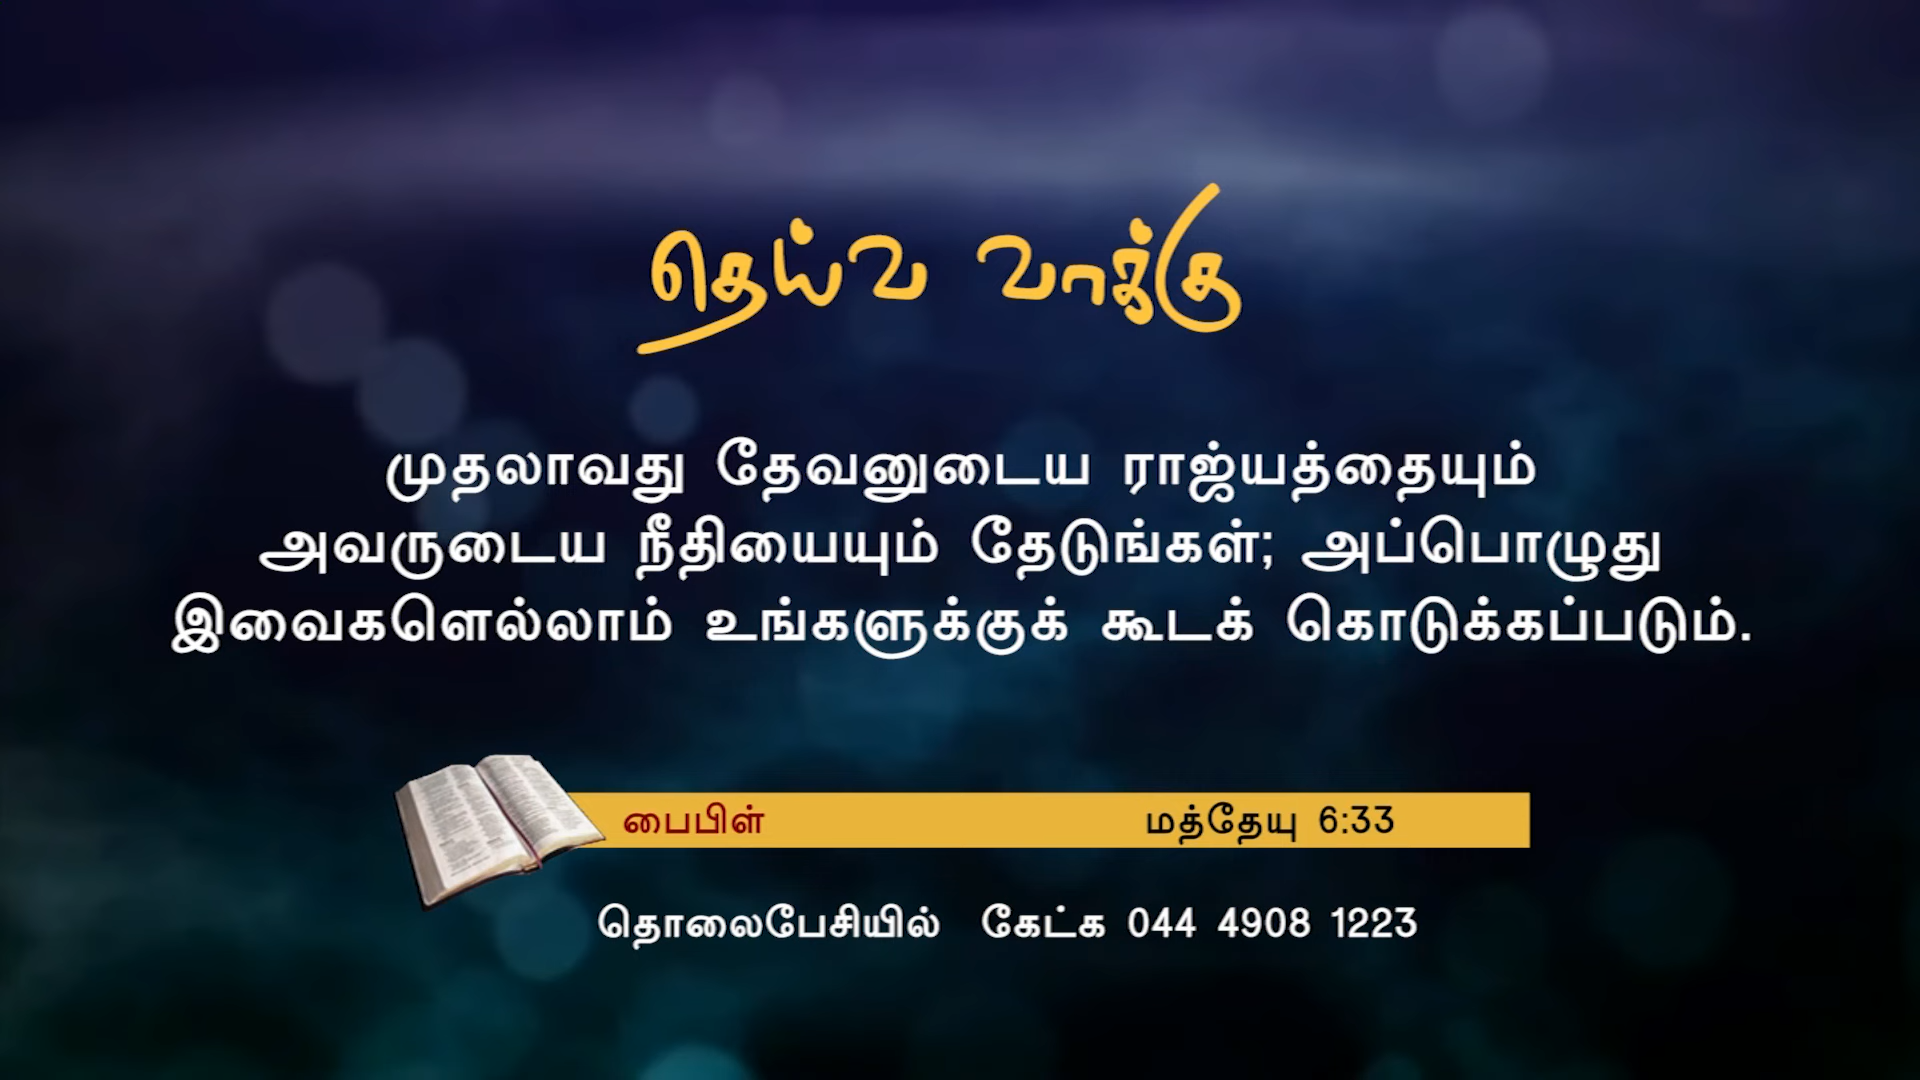 தெய்வ வாக்கு
முதலாவது தேவனுடைய ராஜ்யத்தையும்
அவருடைய நீதியையும் தேடுங்கள்; அப்பொழுது
இவைகளெல்லாம் உங்களுக்குக் கூடக் கொடுக்கப்படும்.
பைபிள் மத்தேயு 6:33
தொலைபேசியில் கேட்க 044 4908 1223